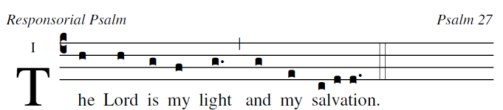 Responsorial Psalm Psalm 27
I
The Lord is my light and my salvation.